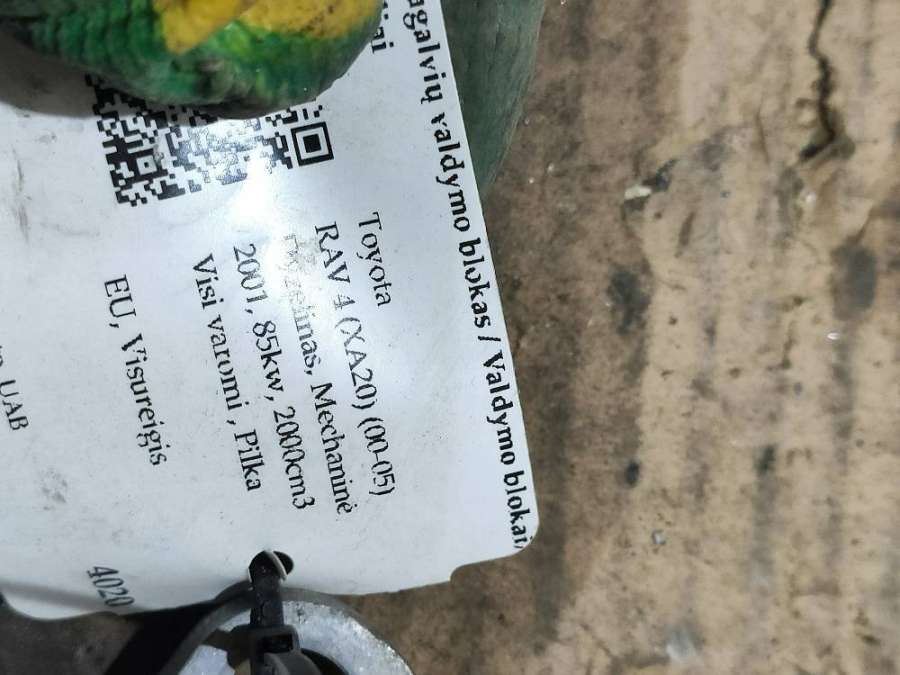 valdymo blokas / Valdymo blokai/
Toyota
RAV 4 (XA20) (00-05)
Mechaninė
2001, 85kw, 2000cm3
Visi varomi , Pilka
EU, Visureigis
UAB
4020